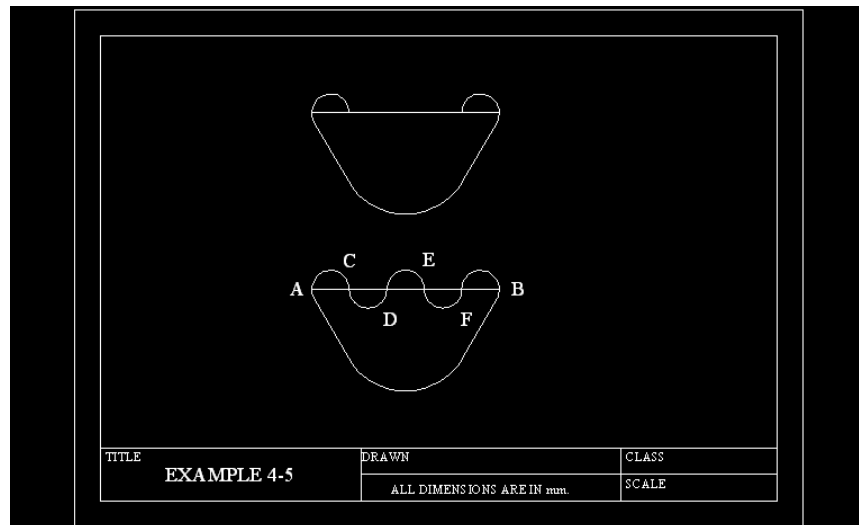 C E
A B
D F
TITLE DRAWN CLASS
EXAMPLE 4-5
ALL DIMENSIONS ARE IN mm. SCALE